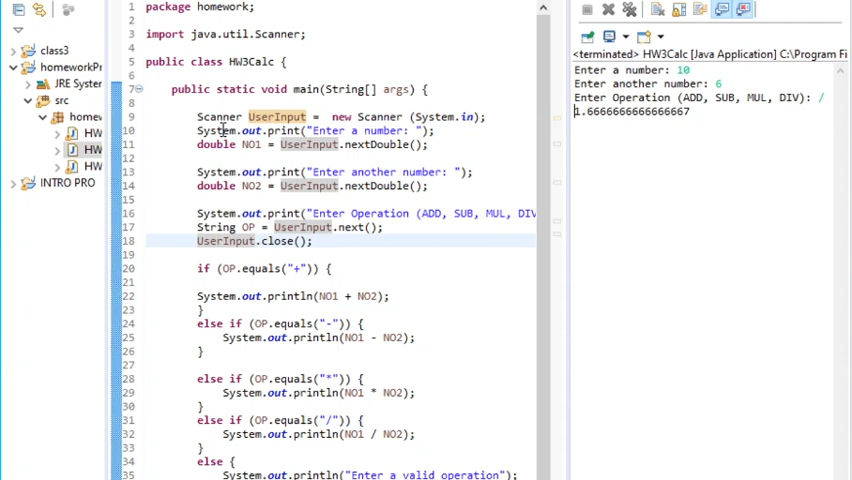 class3
homeworkPr
JRE System
src
homew
HW
HW
HW
INTRO PRO
1 package homework;
2
3 import java.util.Scanner;
4
5 public class HW3Calc {
6
7 public static void main(String[] args) {
8
9 Scanner UserInput =  new Scanner (System.in);
10 System.out.print("Enter a number: ");
11 double NO1 = UserInput.nextDouble();
12
13 System.out.print("Enter another number: ");
14 double NO2 = UserInput.nextDouble();
15
16 System.out.print("Enter Operation (ADD, SUB, MUL, DIV
17 String OP = UserInput.next();
18 UserInput.close();
19
20 if (OP.equals("+")) {
21
22 System.out.println(NO1 + NO2);
23 }
24 else if (OP.equals("-")) {
25 System.out.println(NO1 - NO2);
26 }
27
28 else if (OP.equals("*")) {
29 System.out.println(NO1 * NO2);
30 }
31 else if (OP.equals("/")) {
32 System.out.println(NO1 / NO2);
33 }
34 else {
35 System.out.println("Enter a valid operation");
<terminated> HW3Calc [Java Application] C:\Program Fi
Enter a number: 10
Enter another number: 6
Enter Operation (ADD, SUB, MUL, DIV): /
1.6666666666666667